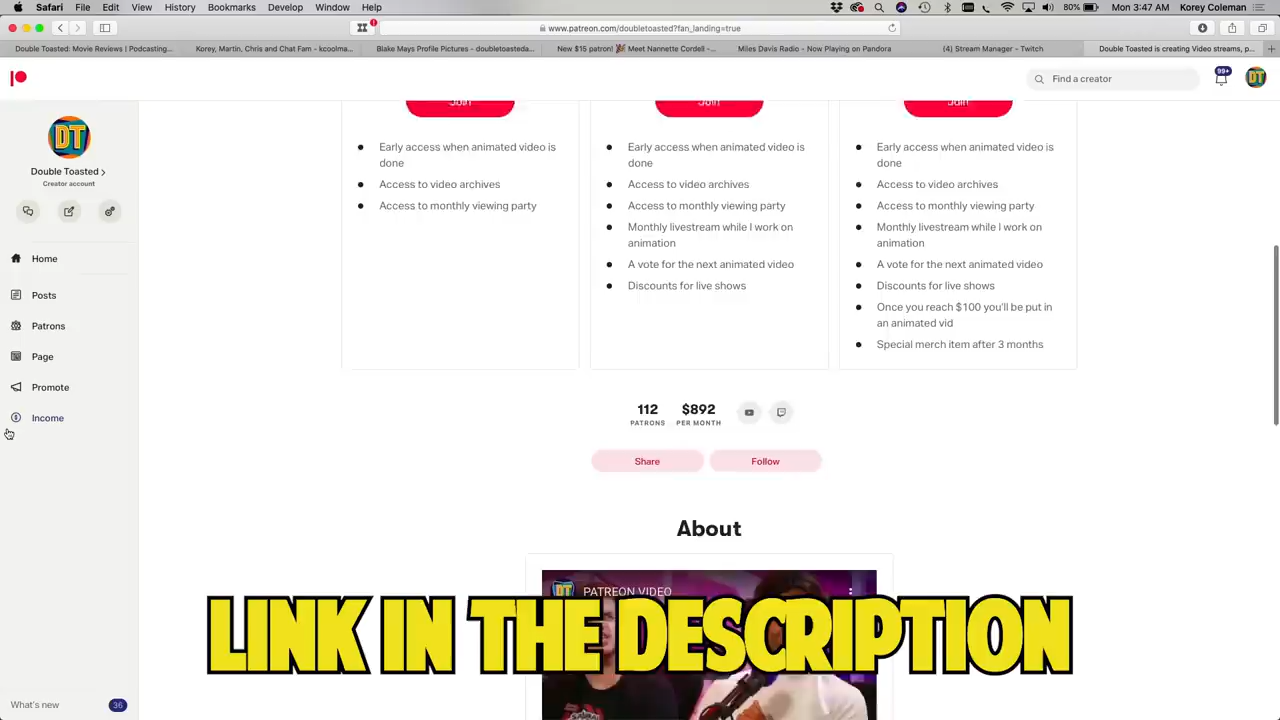 Safari File Edit View History Bookmarks Develop Window Help 80% Mon 3:47 AM Korey Coleman
www.patreon.com/doubletoasted?fan_landing=true
Double Toasted: Movie Reviews | Podcasting... Korey, Martin, Chris and Chat Fam - kcoolma... Blake Mays Profile Pictures - doubletoasteda... New $15 patron! 🎉 Meet Nannette Cordell -... Miles Davis Radio - Now Playing on Pandora (4) Stream Manager - Twitch Double Toasted is creating Video streams, p...
Find a creator
99+
DT
DT
Double Toasted
Creator account
Home
Posts
Patrons
Page
Promote
Income
What's new 36
Join
Early access when animated video is
done
Access to video archives
Access to monthly viewing party
Join
Early access when animated video is
done
Access to video archives
Access to monthly viewing party
Monthly livestream while I work on
animation
A vote for the next animated video
Discounts for live shows
Join
Early access when animated video is
done
Access to video archives
Access to monthly viewing party
Monthly livestream while I work on
animation
A vote for the next animated video
Discounts for live shows
Once you reach $100 you'll be put in
an animated vid
Special merch item after 3 months
112 $892
PATRONS PER MONTH
Share Follow
About
DT PATREON VIDEO
LINK IN THE DESCRIPTION